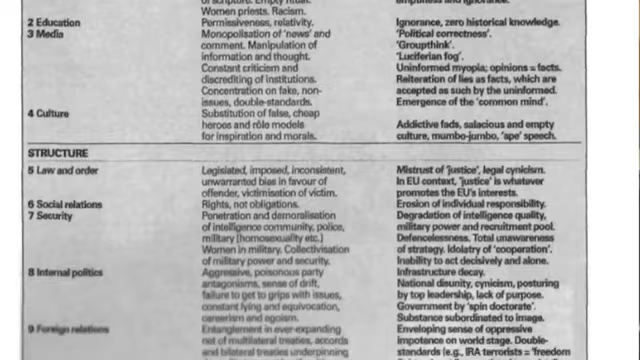 of scripture. Empty ritual. emptiness and ignorance.
Women priests. Racism.
2 Education Permissiveness, relativity. Ignorance, zero historical knowledge.
3 Media Monopolisation of 'news' and 'Political correctness'.
comment. Manipulation of 'Groupthink'.
information and thought. 'Luciferian fog'.
Constant criticism and Uninformed myopia; opinions = facts.
discrediting of institutions. Reiteration of lies as facts, which are
Concentration on fake, non- accepted as such by the uninformed.
issues, double-standards. Emergence of the 'common mind'.
4 Culture Substitution of false, cheap
heroes and rôle models Addictive fads, salacious and empty
for inspiration and morals. culture, mumbo-jumbo, 'ape' speech.
STRUCTURE
5 Law and order Legislated, imposed, inconsistent, Mistrust of 'justice', legal cynicism.
unwarranted bias in favour of In EU context, 'justice' is whatever
offender, victimisation of victim. promotes the EU's interests.
6 Social relations Rights, not obligations. Erosion of individual responsibility.
7 Security Penetration and demoralisation Degradation of intelligence quality,
of intelligence community, police, military power and recruitment pool.
military [homosexuality etc.] Defencelessness. Total unawareness
Women in military. Collectivisation of strategy. Idolatry of 'cooperation'.
of military power and security. Inability to act decisively and alone.
8 Internal politics Aggressive, poisonous party Infrastructure decay.
antagonisms, sense of drift, National disunity, cynicism, posturing
failure to get to grips with issues, by top leadership, lack of purpose.
constant lying and equivocation, Government by 'spin doctorate'.
careerism and egoism. Substance subordinated to image.
9 Foreign relations Entanglement in ever expanding Enveloping sense of oppressive
net of multilateral treaties, accords impotence on world stage. Double-
and bilateral treaties underpinning standards (e.g., IRA terrorists = 'freedom